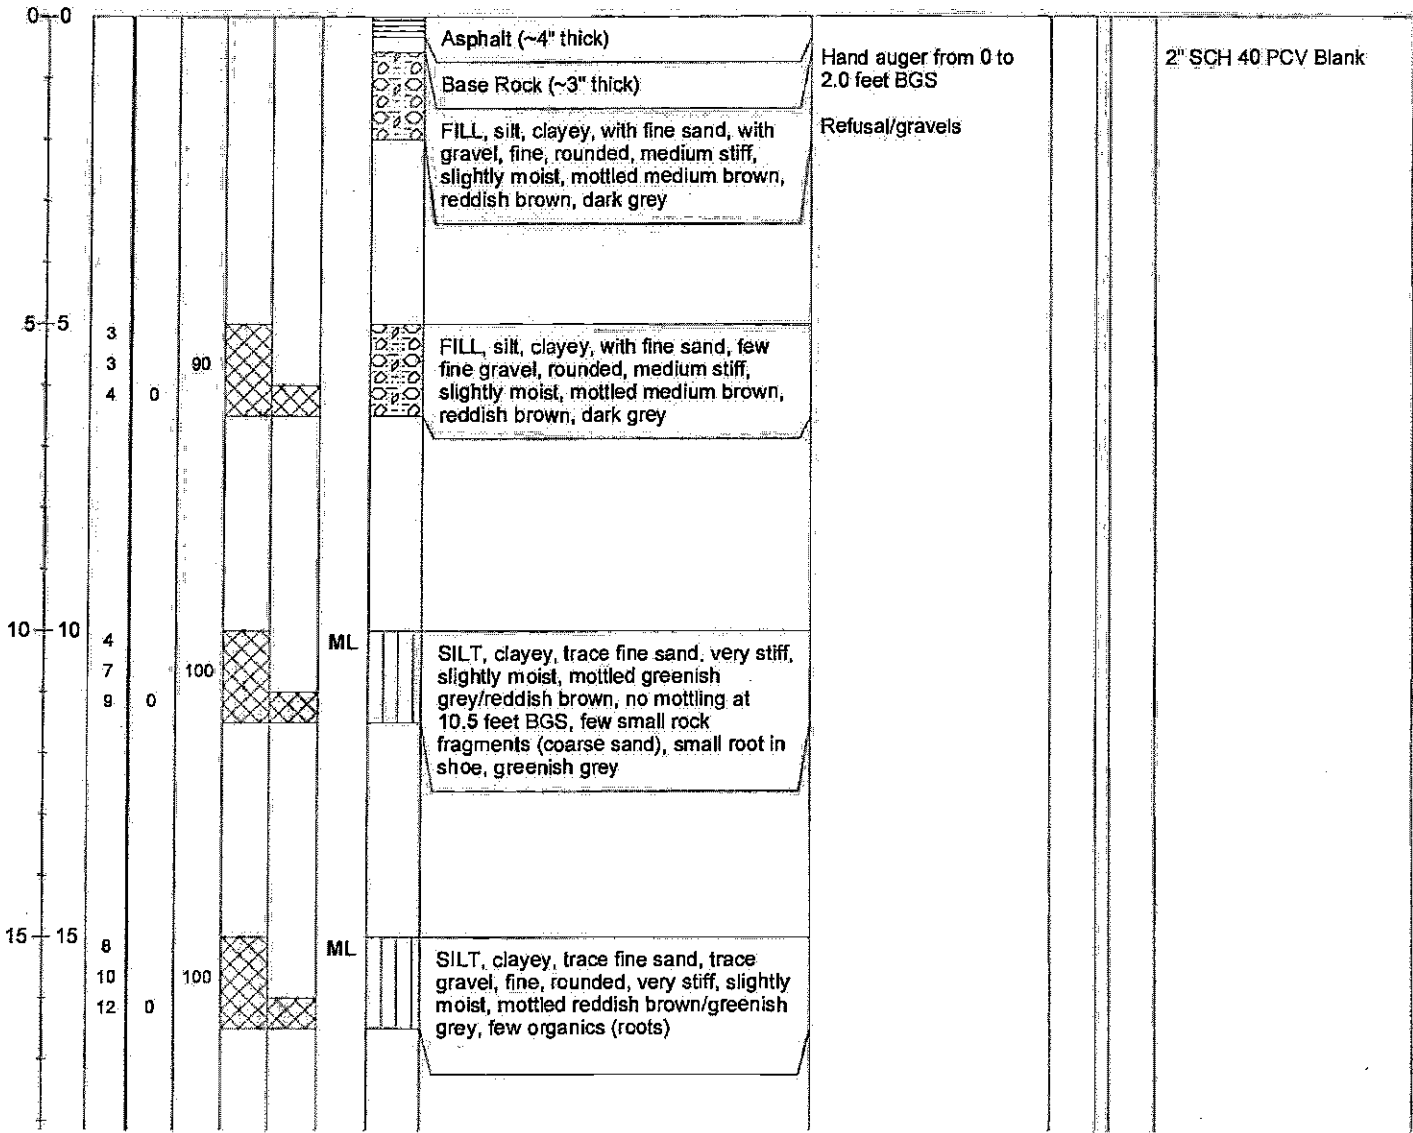 0 0
Asphalt (~4" thick)
Base Rock (~3" thick)
FILL, silt, clayey, with fine sand, with
gravel, fine, rounded, medium stiff,
slightly moist, mottled medium brown,
reddish brown, dark grey
Hand auger from 0 to
2.0 feet BGS
Refusal/gravels
2" SCH 40 PCV Blank
5 5
3
3
4 0
90
FILL, silt, clayey, with fine sand, few
fine gravel, rounded, medium stiff,
slightly moist, mottled medium brown,
reddish brown, dark grey
10 10
4
7
9 0
100
ML
SILT, clayey, trace fine sand, very stiff,
slightly moist, mottled greenish
grey/reddish brown, no mottling at
10.5 feet BGS, few small rock
fragments (coarse sand), small root in
shoe, greenish grey
15 15
8
10
12 0
100
ML
SILT, clayey, trace fine sand, trace
gravel, fine, rounded, very stiff, slightly
moist, mottled reddish brown/greenish
grey, few organics (roots)